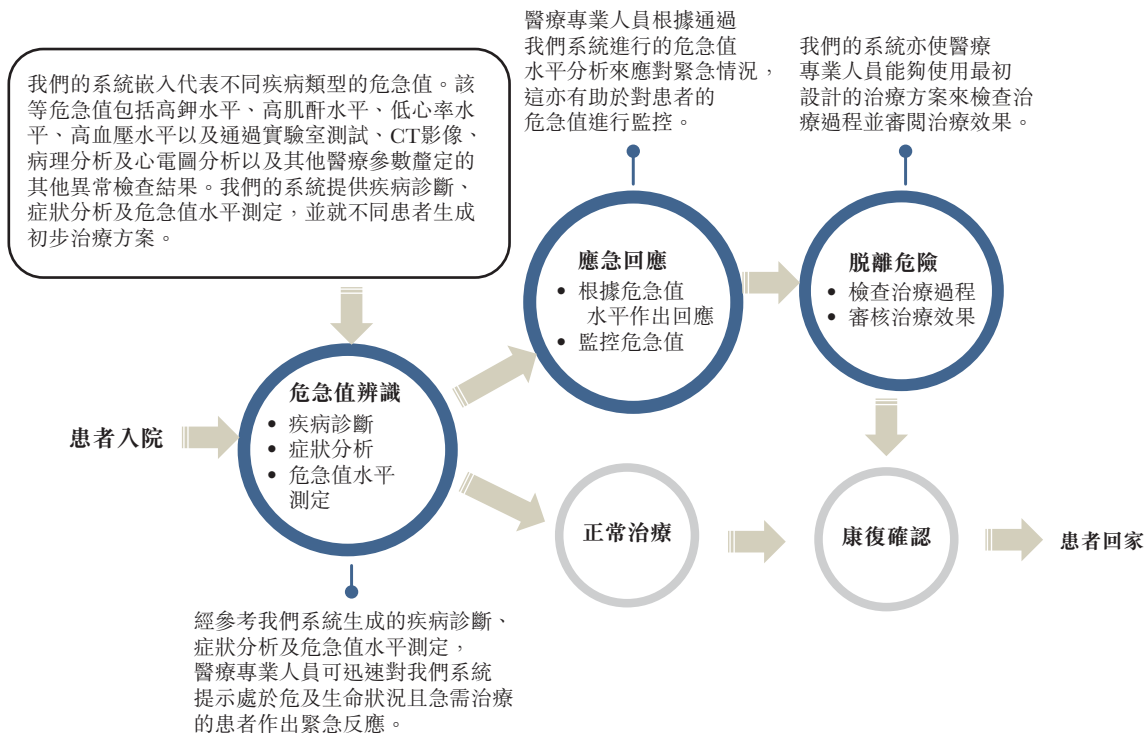 我們的系統嵌入代表不同疾病類型的危急值。該
等危急值包括高鉀水平、高肌酐水平、低心率水
平、高血壓水平以及通過實驗室測試、CT影像、
病理分析及心電圖分析以及其他醫療參數釐定的
其他異常檢查結果。我們的系統提供疾病診斷、
症狀分析及危急值水平測定，並就不同患者生成
初步治療方案。
醫療專業人員根據通過
我們系統進行的危急值
水平分析來應對緊急情況，
這亦有助於對患者的
危急值進行監控。
我們的系統亦使醫療
專業人員能夠使用最初
設計的治療方案來檢查治
療過程並審閱治療效果。
應急回應
• 根據危急值
水平作出回應
• 監控危急值
脫離危險
• 檢查治療過程
• 審核治療效果
患者入院
危急值辨識
• 疾病診斷
• 症狀分析
• 危急值水平
測定
正常治療
康復確認
患者回家
經參考我們系統生成的疾病診斷、
症狀分析及危急值水平測定，
醫療專業人員可迅速對我們系統
提示處於危及生命狀況且急需治療
的患者作出緊急反應。